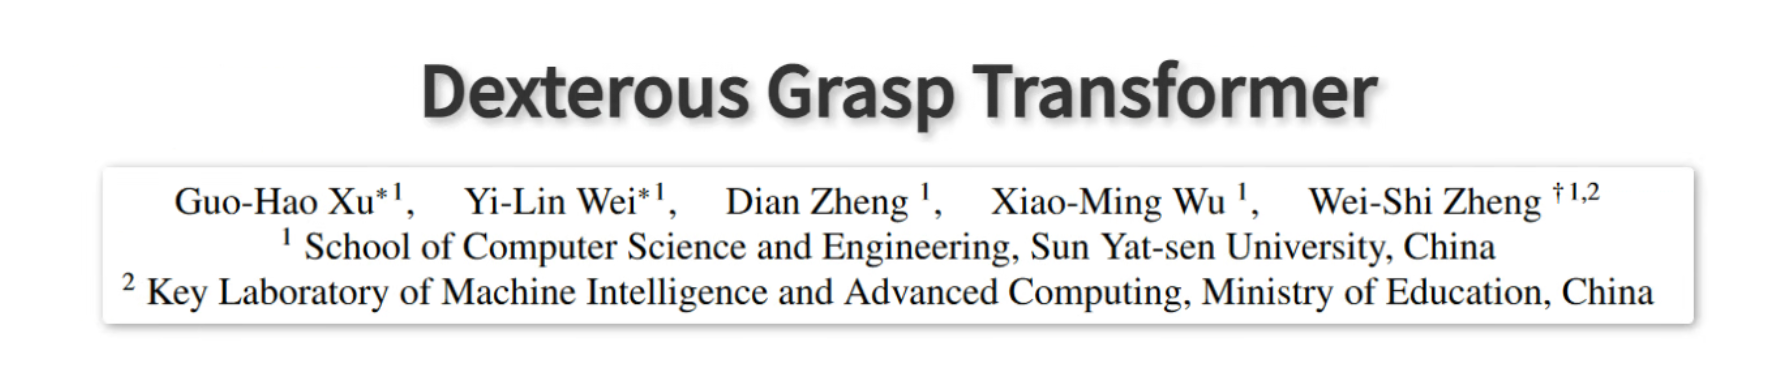 Dexterous Grasp Transformer
Guo-Hao Xu*1, Yi-Lin Wei*1, Dian Zheng 1, Xiao-Ming Wu 1, Wei-Shi Zheng †1,2
1 School of Computer Science and Engineering, Sun Yat-sen University, China
2 Key Laboratory of Machine Intelligence and Advanced Computing, Ministry of Education, China